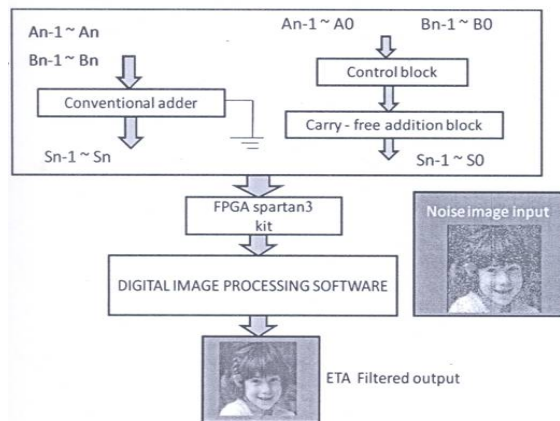 An-1 ~ An
Bn-1 ~ Bn
Conventional adder
Sn-1 ~ Sn
An-1 ~ A0
Bn-1 ~ B0
Control block
Carry - free addition block
Sn-1 ~ S0
FPGA spartan3
kit
Noise image input
DIGITAL IMAGE PROCESSING SOFTWARE
ETA Filtered output